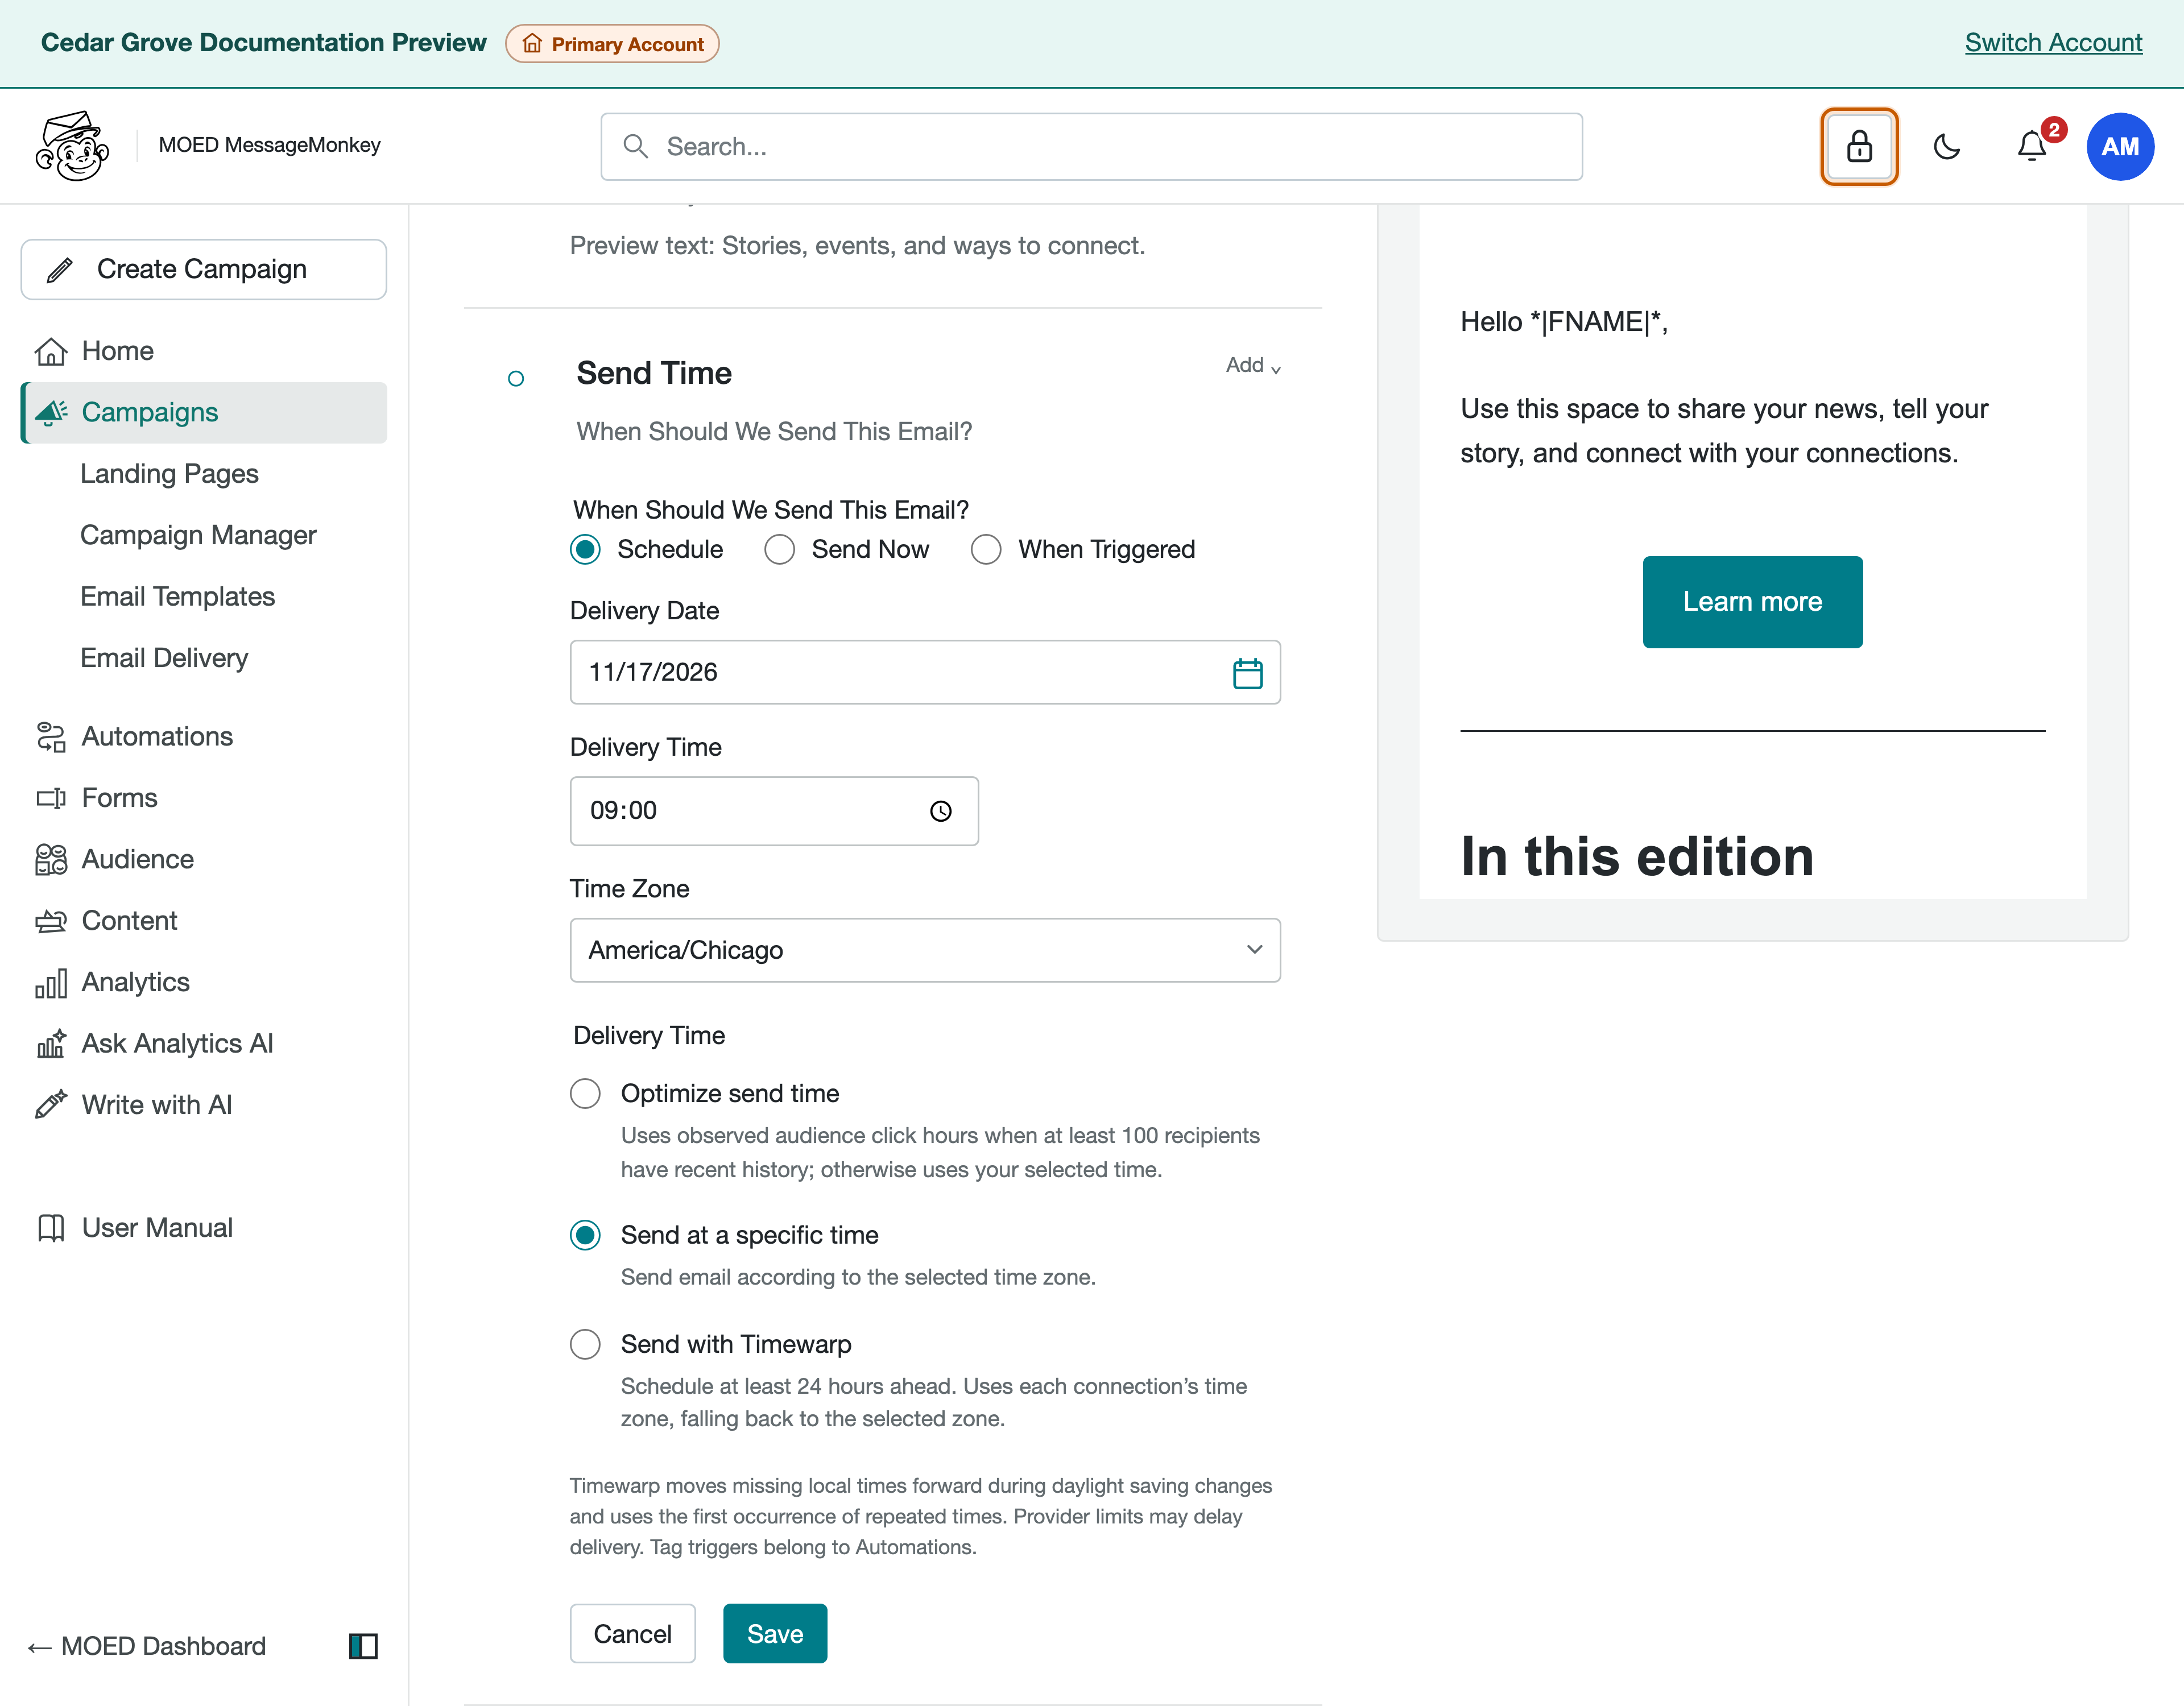 Cedar Grove Documentation Preview
Primary Account
Switch Account
MOED MessageMonkey
Search...
2
AM
Create Campaign
Home
Campaigns
Landing Pages
Campaign Manager
Email Templates
Email Delivery
Automations
Forms
Audience
Content
Analytics
Ask Analytics AI
Write with AI
User Manual
← MOED Dashboard
Preview text: Stories, events, and ways to connect.
Send Time
Add
When Should We Send This Email?
When Should We Send This Email?
Schedule
Send Now
When Triggered
Delivery Date
11/17/2026
Delivery Time
09:00
Time Zone
America/Chicago
Delivery Time
Optimize send time
Uses observed audience click hours when at least 100 recipients
have recent history; otherwise uses your selected time.
Send at a specific time
Send email according to the selected time zone.
Send with Timewarp
Schedule at least 24 hours ahead. Uses each connection’s time
zone, falling back to the selected zone.
Timewarp moves missing local times forward during daylight saving changes
and uses the first occurrence of repeated times. Provider limits may delay
delivery. Tag triggers belong to Automations.
Cancel
Save
Hello *|FNAME|*,
Use this space to share your news, tell your
story, and connect with your connections.
Learn more
In this edition